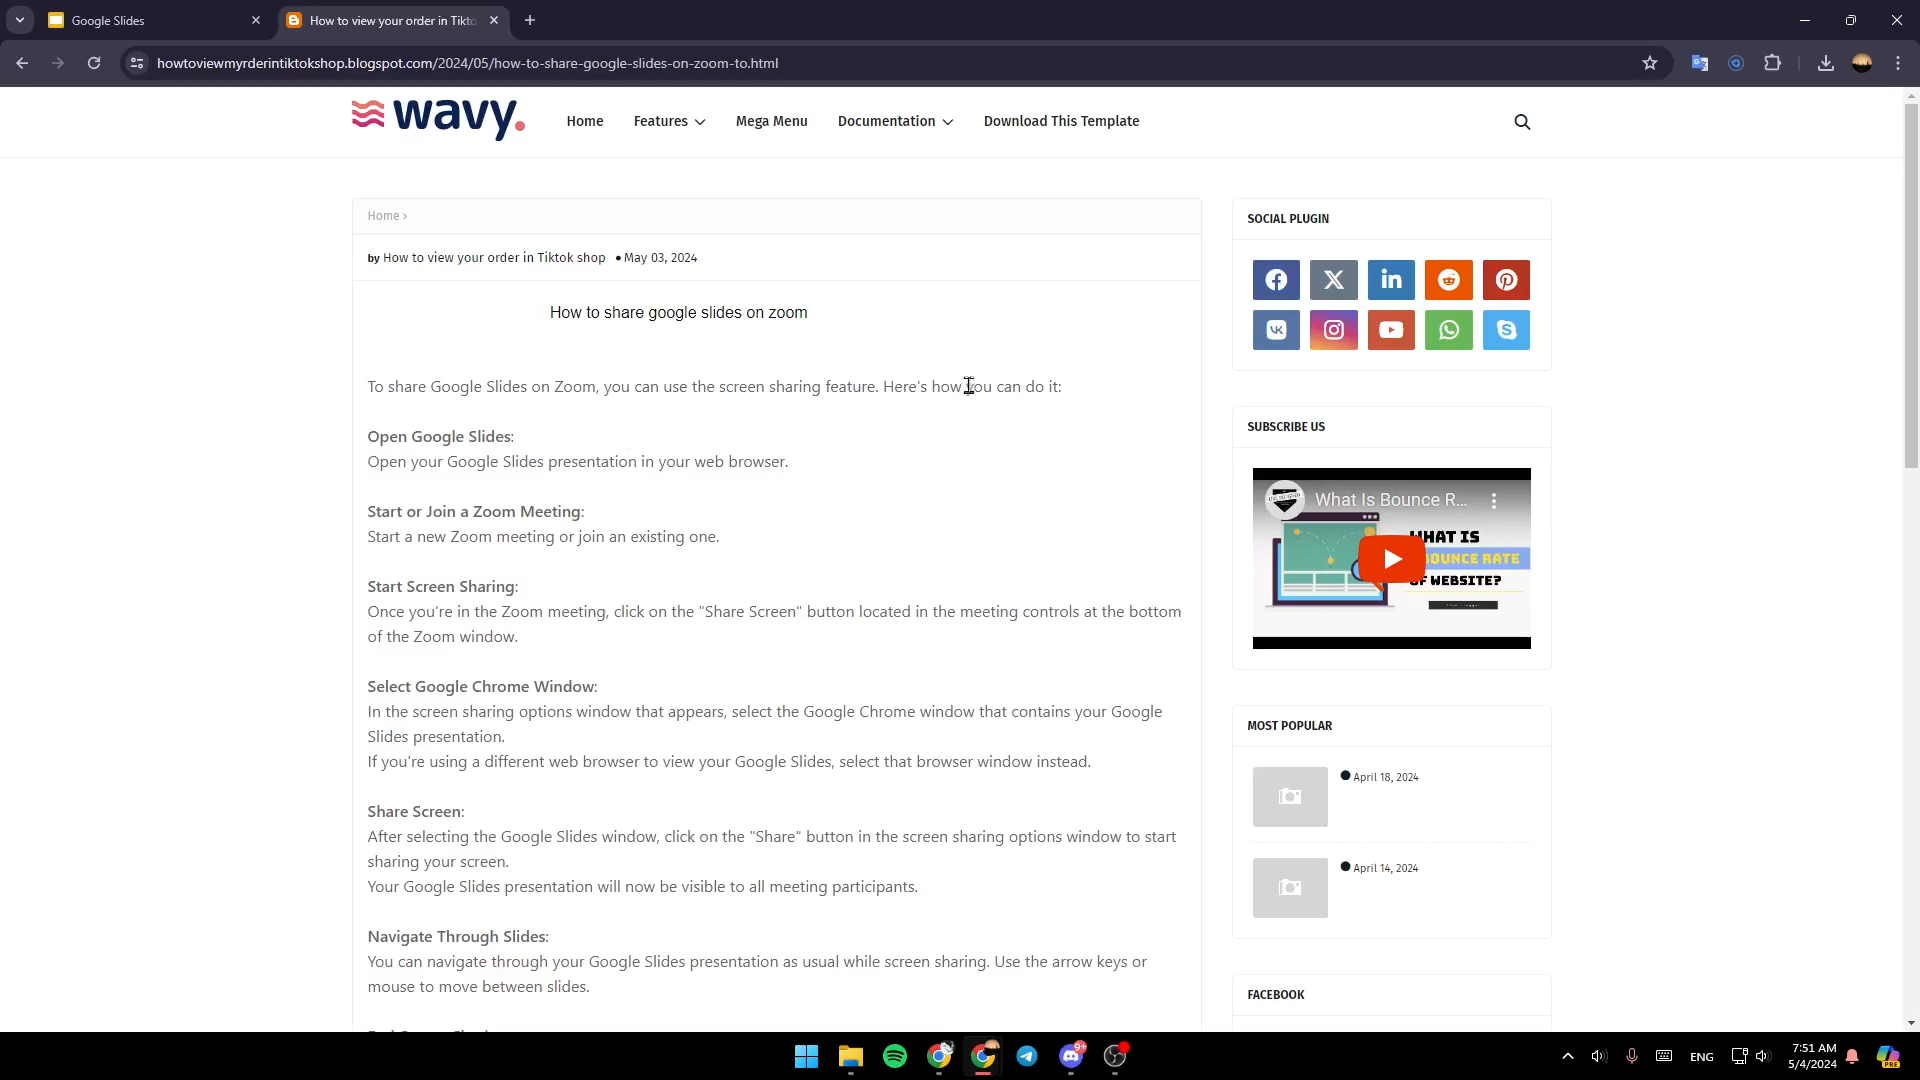 Google Slides
How to view your order in Tikto
howtoviewmyrderintiktokshop.blogspot.com/2024/05/how-to-share-google-slides-on-zoom-to.html
wavy.
Home
Features
Mega Menu
Documentation
Download This Template
Home ›
by How to view your order in Tiktok shop • May 03, 2024
How to share google slides on zoom
To share Google Slides on Zoom, you can use the screen sharing feature. Here's how you can do it:
Open Google Slides:
Open your Google Slides presentation in your web browser.
Start or Join a Zoom Meeting:
Start a new Zoom meeting or join an existing one.
Start Screen Sharing:
Once you're in the Zoom meeting, click on the "Share Screen" button located in the meeting controls at the bottom
of the Zoom window.
Select Google Chrome Window:
In the screen sharing options window that appears, select the Google Chrome window that contains your Google
Slides presentation.
If you're using a different web browser to view your Google Slides, select that browser window instead.
Share Screen:
After selecting the Google Slides window, click on the "Share" button in the screen sharing options window to start
sharing your screen.
Your Google Slides presentation will now be visible to all meeting participants.
Navigate Through Slides:
You can navigate through your Google Slides presentation as usual while screen sharing. Use the arrow keys or
mouse to move between slides.
SOCIAL PLUGIN
SUBSCRIBE US
What Is Bounce R...
WHAT IS
BOUNCE RATE
OF WEBSITE?
MOST POPULAR
April 18, 2024
April 14, 2024
FACEBOOK
ENG
7:51 AM
5/4/2024